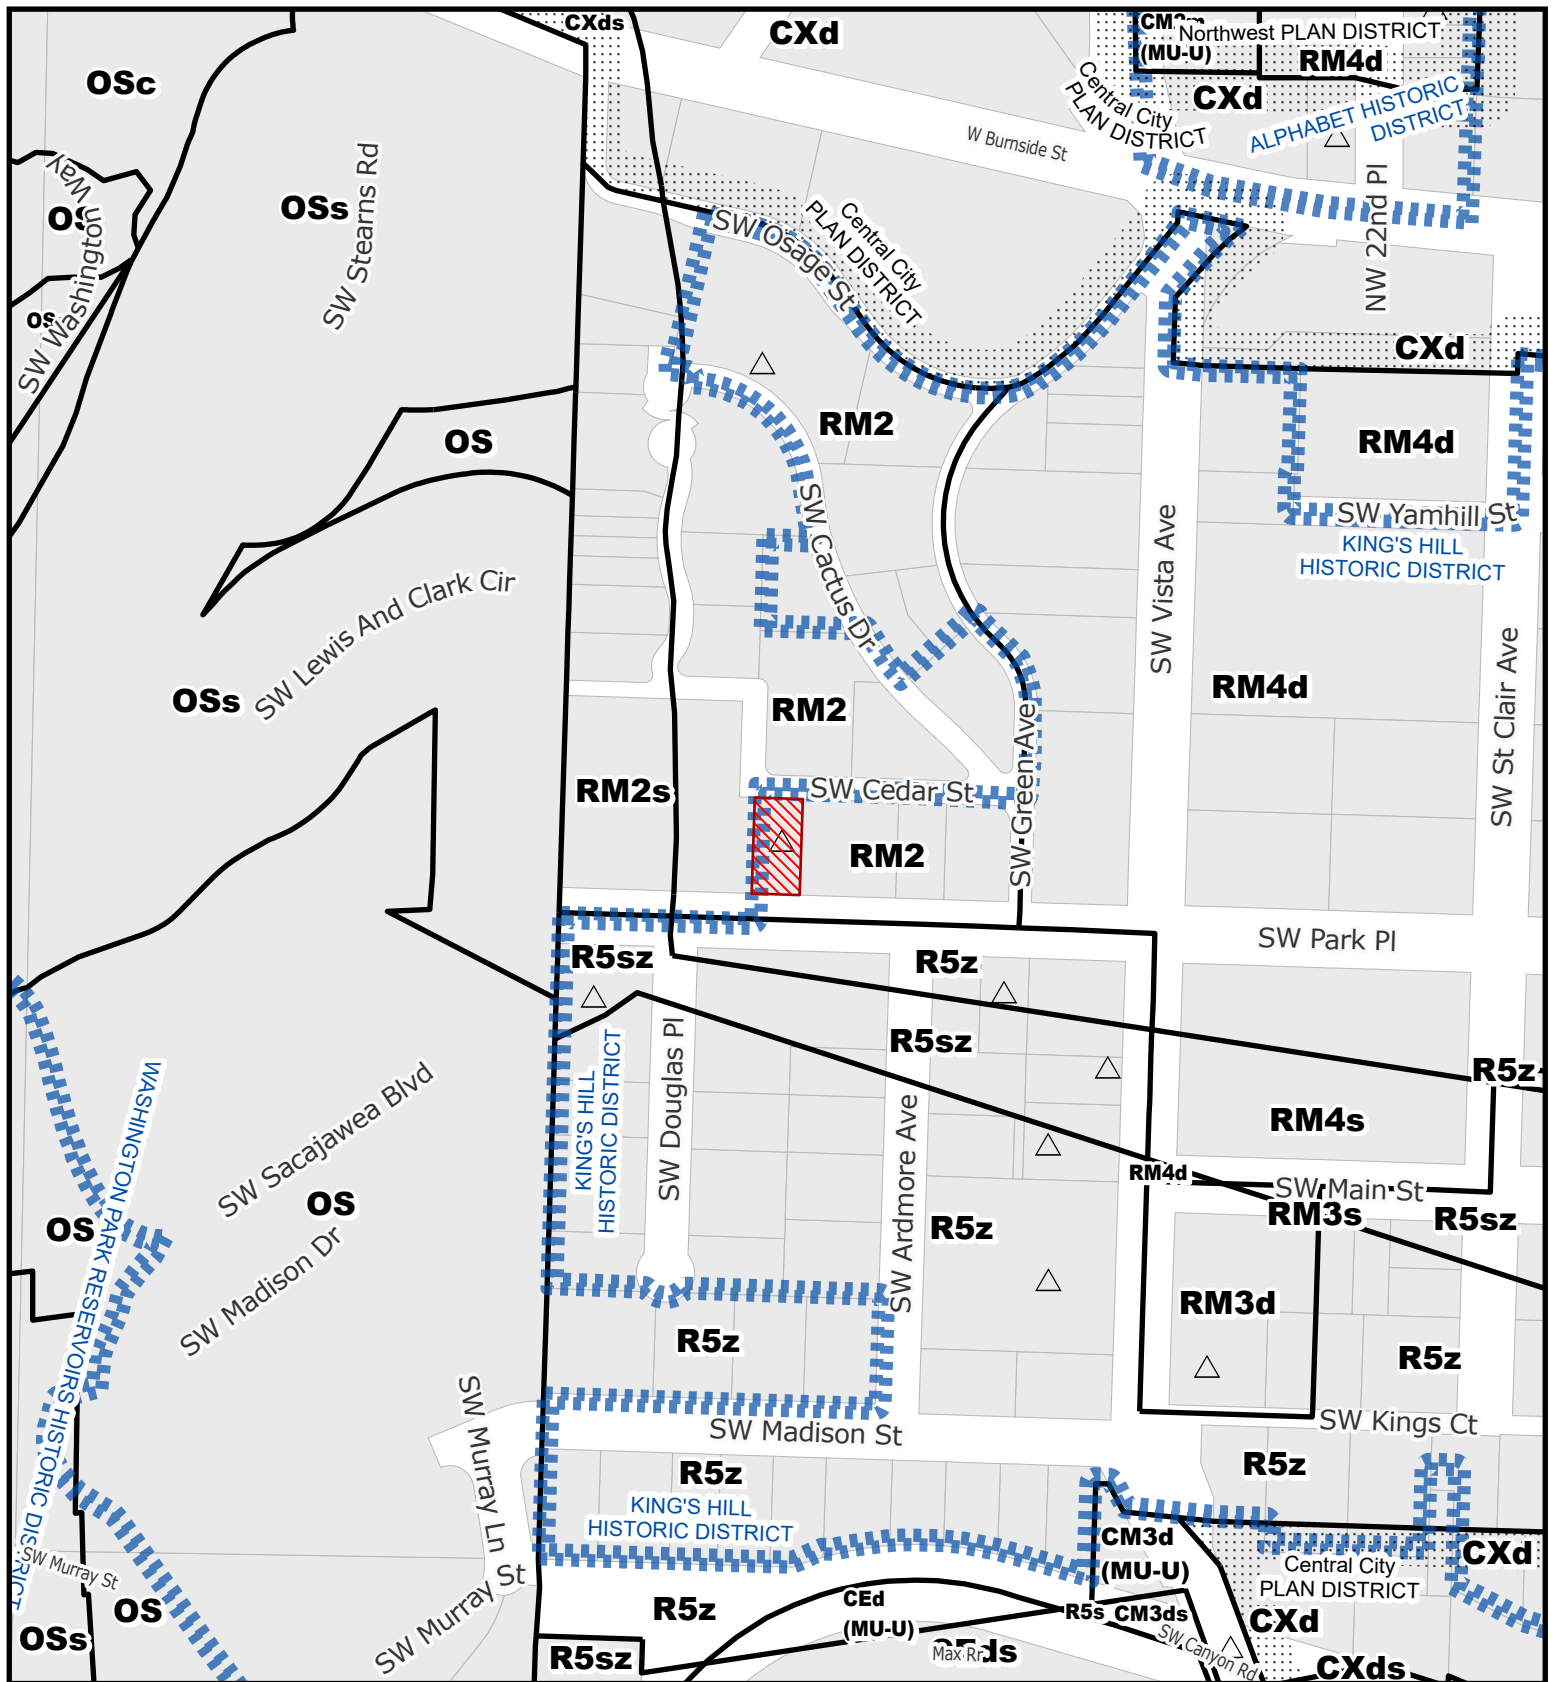 CXds
CXd
CM2m
(MU-U)
Northwest PLAN DISTRICT
RM4d
CXd
ALPHABET HISTORIC
DISTRICT
Central City
PLAN DISTRICT
W Burnside St
NW 22nd Pl
OSc
OSs
SW Stearns Rd
SW Washington
Way
OS
SW Osage St
Central City
PLAN DISTRICT
CXd
RM2
RM4d
OS
SW Yamhill St
KING'S HILL
HISTORIC DISTRICT
SW Cactus Dr
SW Vista Ave
SW Lewis And Clark Cir
OSs
RM2
RM4d
SW St Clair Ave
SW Green Ave
RM2s
SW Cedar St
RM2
SW Park Pl
R5sz
R5z
R5sz
R5z
KING'S HILL
HISTORIC DISTRICT
SW Douglas Pl
SW Ardmore Ave
RM4s
SW Sacajawea Blvd
WASHINGTON PARK RESERVOIRS HISTORIC DISTRICT
RM4d
SW Main St
RM3s
R5sz
OS
OS
SW Madison Dr
R5z
RM3d
R5z
R5z
SW Kings Ct
SW Madison St
SW Murray Ln
R5z
R5z
KING'S HILL
HISTORIC DISTRICT
CM3d
(MU-U)
Central City
PLAN DISTRICT
CXd
SW Murray St
SW Murray St
OS
OSs
R5z
CEd
(MU-U)
R5s
CM3ds
CXd
SW Canyon Rd
R5sz
Max Rr
CXds